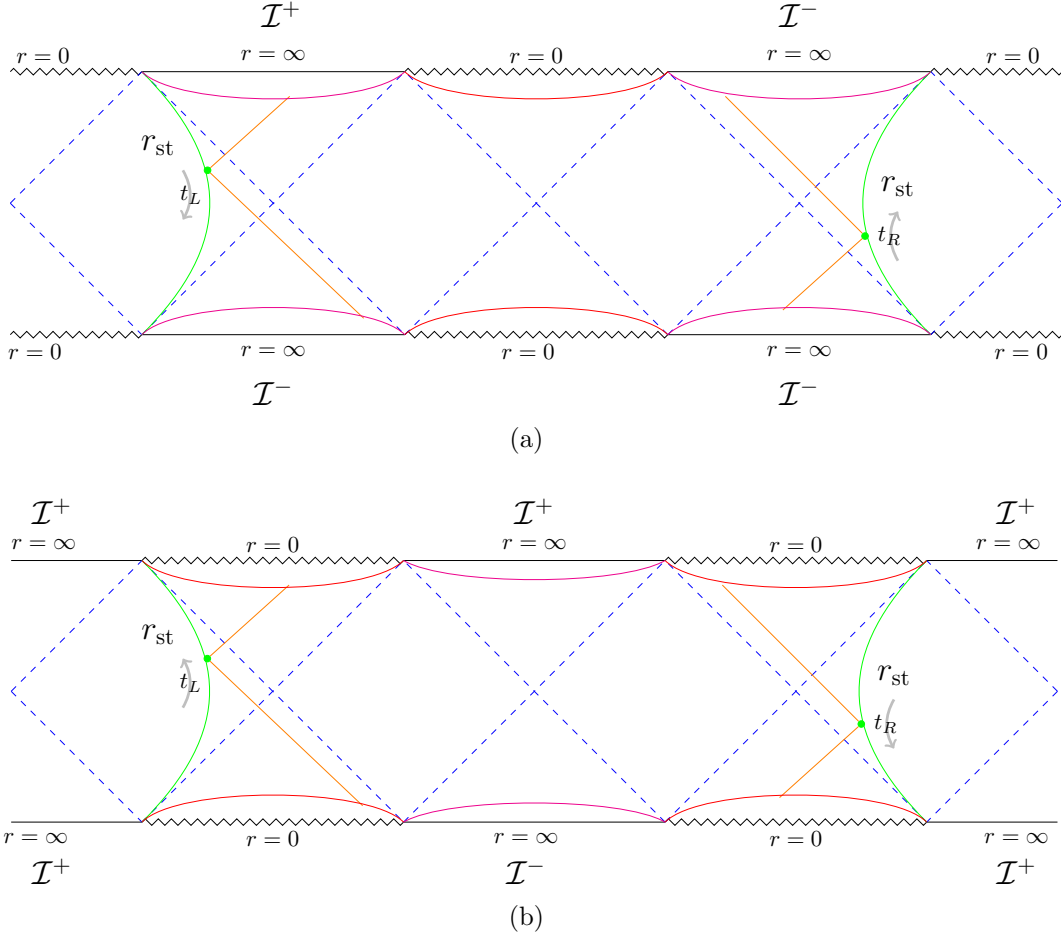 ℐ⁺ ℐ⁻
r = 0 r = ∞ r = 0 r = ∞ r = 0
r_st r_st
t_L t_R
r = 0 r = ∞ r = 0 r = ∞ r = 0
ℐ⁻ ℐ⁻
(a)
ℐ⁺ ℐ⁺ ℐ⁺
r = ∞ r = 0 r = ∞ r = 0 r = ∞
r_st r_st
t_L t_R
r = ∞ r = 0 r = ∞ r = 0 r = ∞
ℐ⁺ ℐ⁻ ℐ⁺
(b)